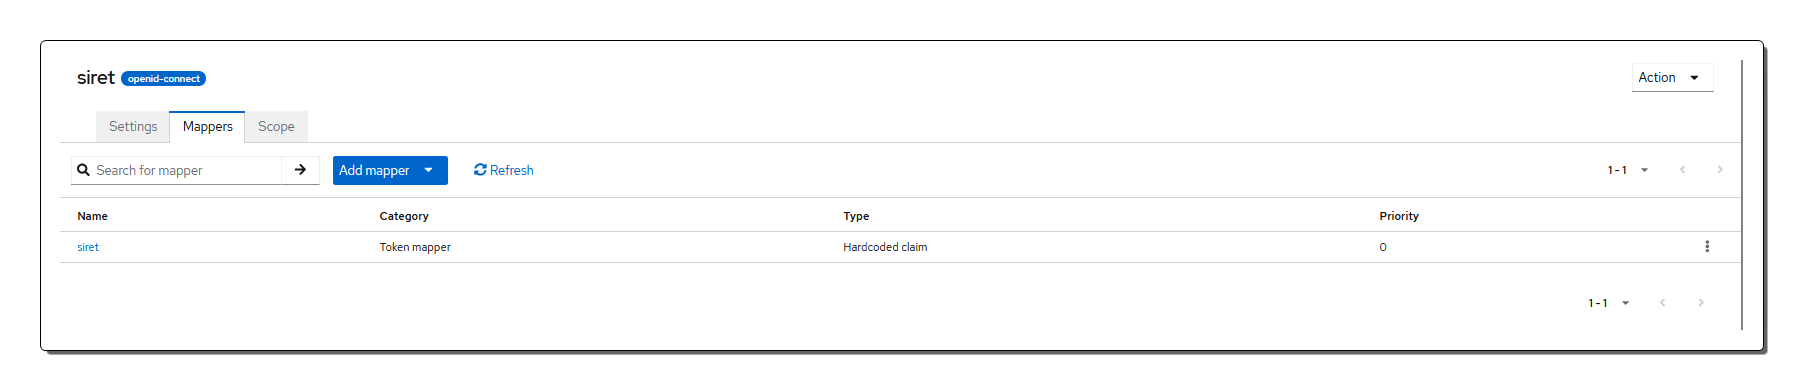 siret openid-connect
Action
Settings Mappers Scope
Search for mapper Add mapper Refresh 1 - 1
Name Category Type Priority
siret Token mapper Hardcoded claim 0
1 - 1